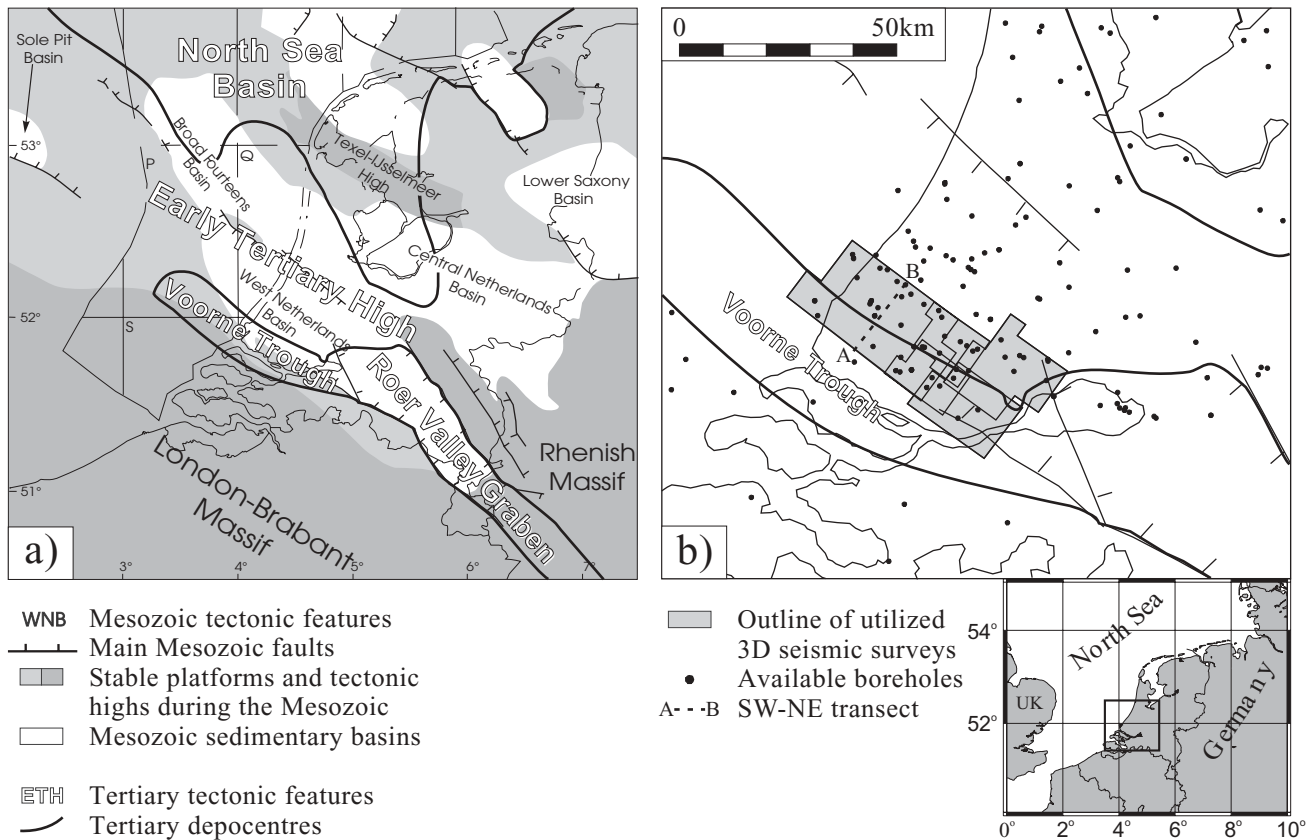 Sole Pit
Basin
North Sea
Basin
53°
P
Q
Broad Fourteens
Basin
Texel-IJsselmeer
High
Lower Saxony
Basin
Early Tertiary High
Central Netherlands
Basin
West Netherlands
Basin
52°
S
Voorne Trough
Roer Valley Graben
Rhenish
Massif
London-Brabant
Massif
51°
a)
3°
4°
5°
6°
7°
0
50km
B
A
Voorne Trough
b)
WNB Mesozoic tectonic features
Main Mesozoic faults
Stable platforms and tectonic
highs during the Mesozoic
Mesozoic sedimentary basins
ETH Tertiary tectonic features
Tertiary depocentres
Outline of utilized
3D seismic surveys
Available boreholes
A---B SW-NE transect
54°
North Sea
UK
52°
Germany
0° 2° 4° 6° 8° 10°